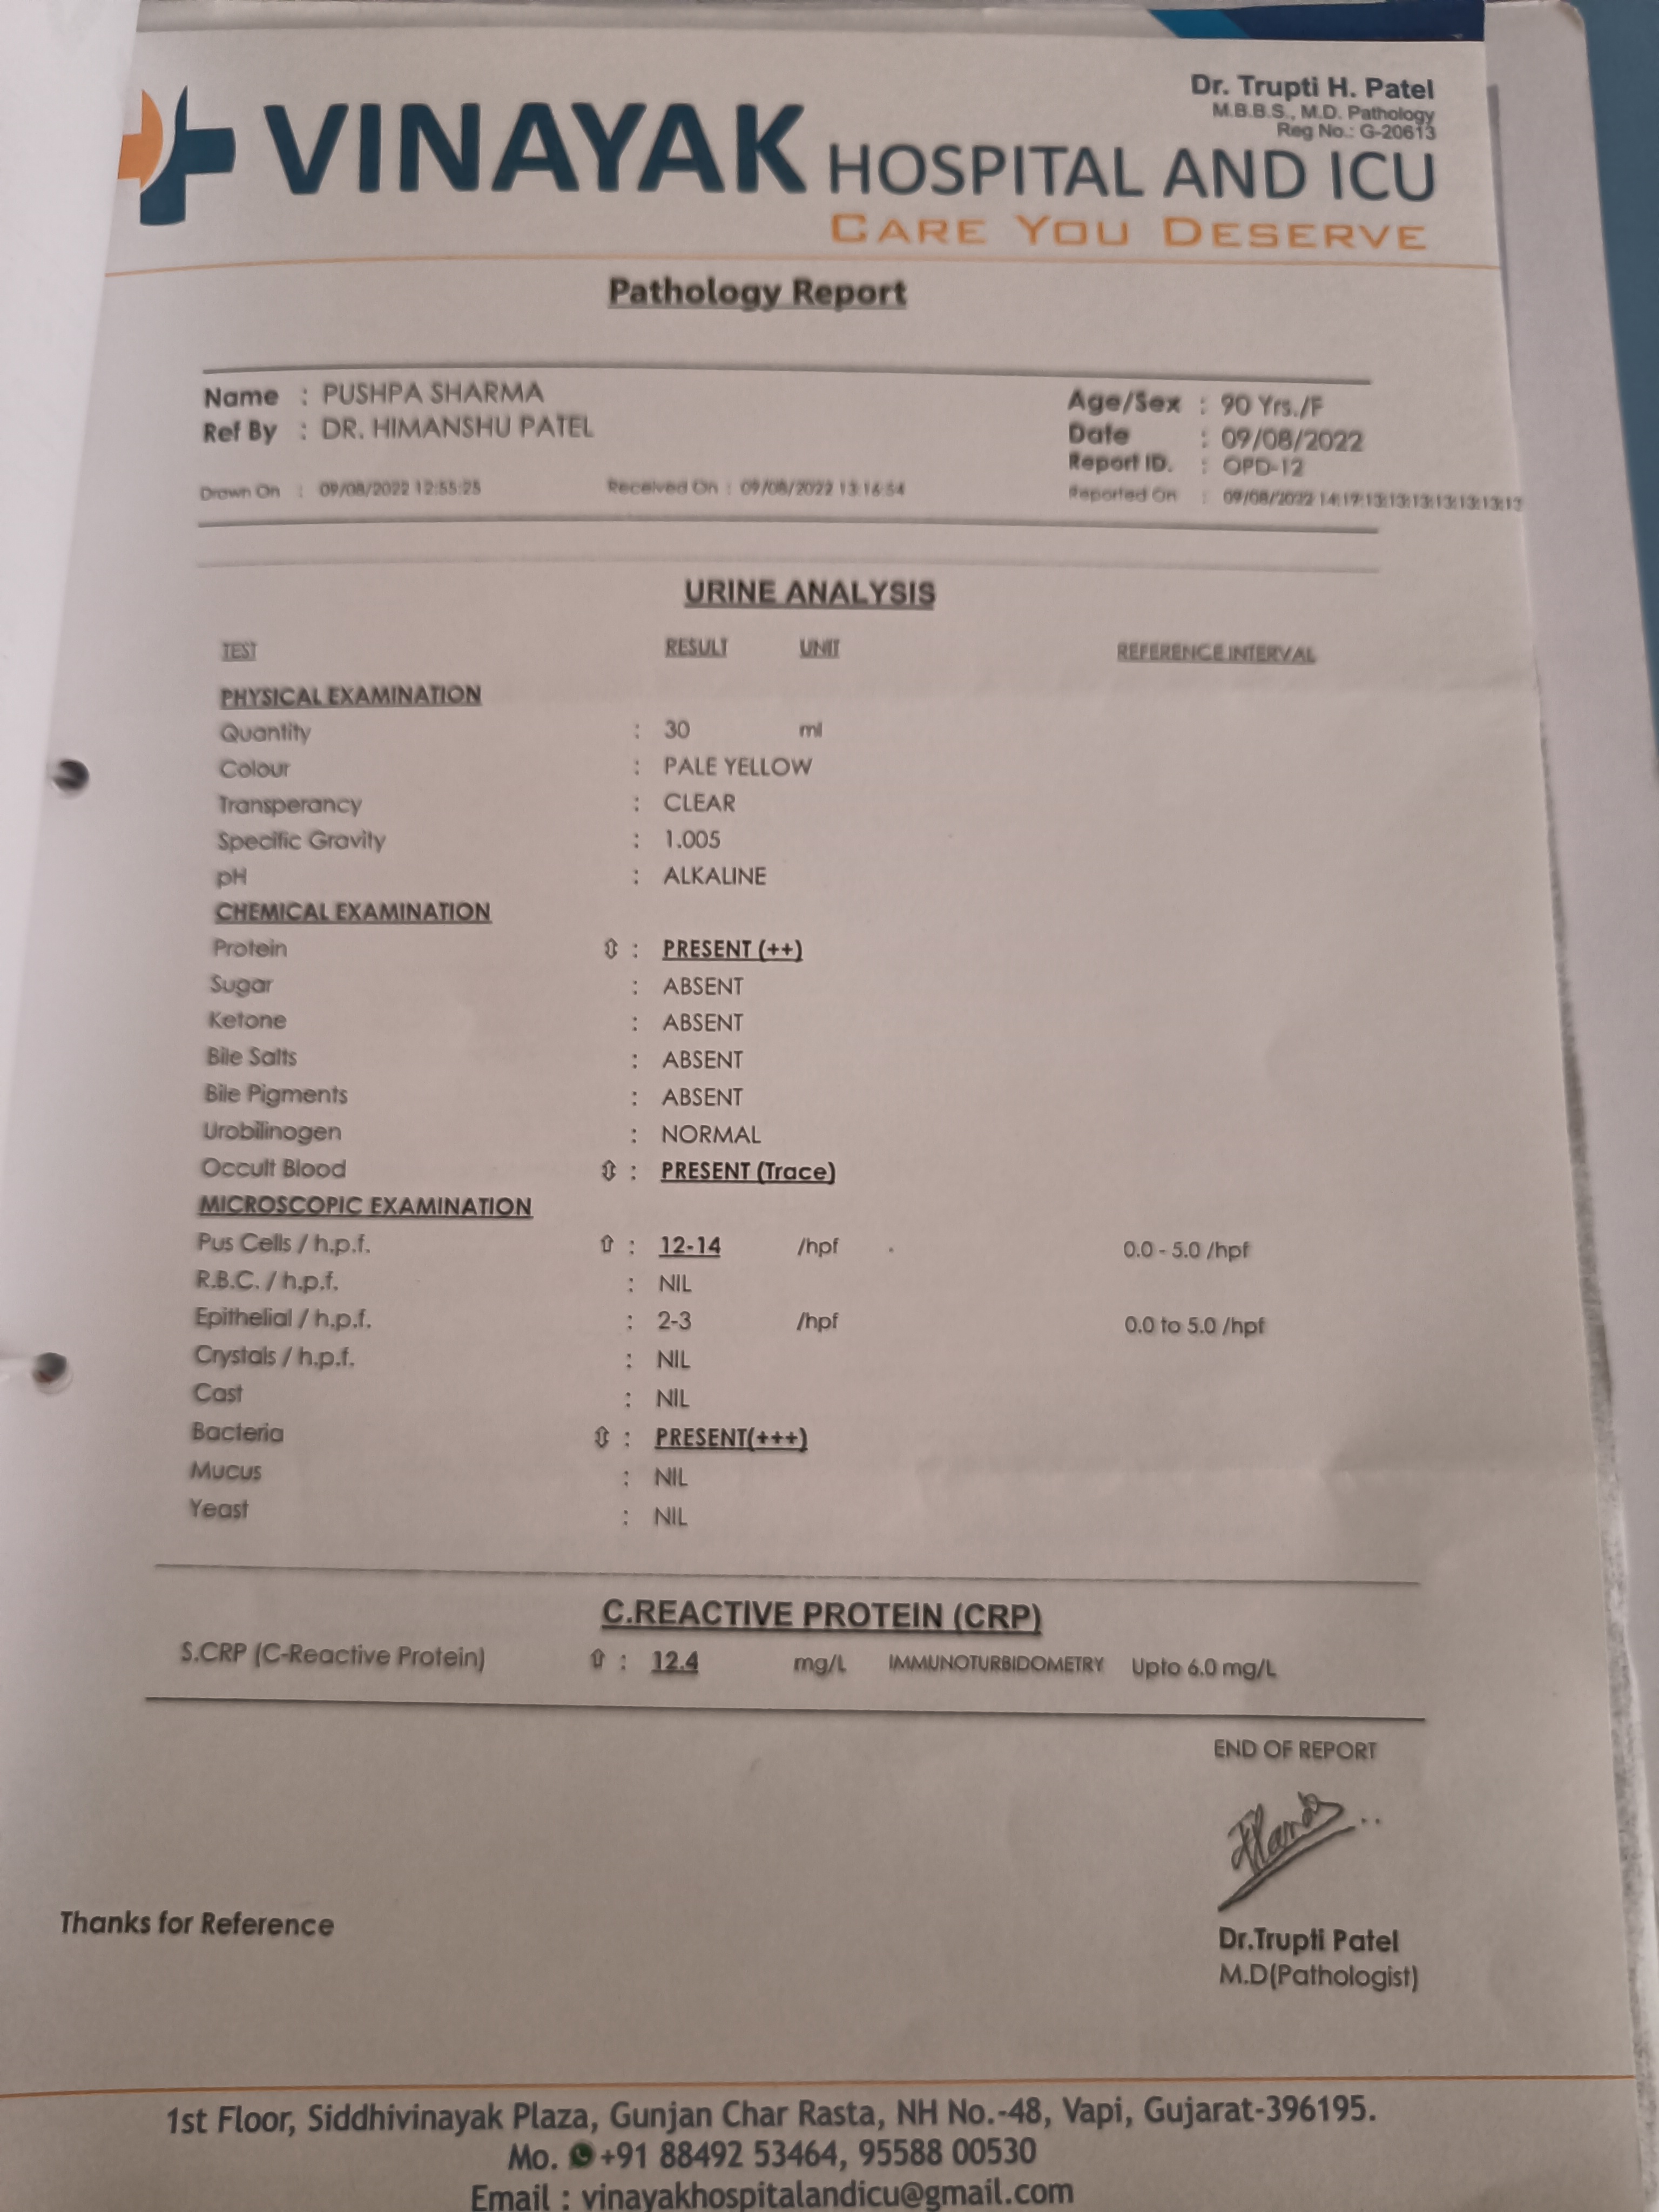 Dr. Trupti H. Patel
M.B.B.S., M.D. Pathology
Reg No.: G-20613
VINAYAK HOSPITAL AND ICU
CARE YOU DESERVE
Pathology Report
Name : PUSHPA SHARMA
Age/Sex : 90 Yrs./F
Ref By : DR. HIMANSHU PATEL
Date : 09/08/2022
Report ID. : OPD-12
Drawn On : 09/08/2022 12:55:25 Received On : 09/08/2022 13:16:54 Reported On : 09/08/2022 14:19:13:13:13:13:13:13:13
URINE ANALYSIS
TEST RESULT UNIT REFERENCE INTERVAL
PHYSICAL EXAMINATION
Quantity : 30 ml
Colour : PALE YELLOW
Transperancy : CLEAR
Specific Gravity : 1.005
pH : ALKALINE
CHEMICAL EXAMINATION
Protein ⇳ : PRESENT (++)
Sugar : ABSENT
Ketone : ABSENT
Bile Salts : ABSENT
Bile Pigments : ABSENT
Urobilinogen : NORMAL
Occult Blood ⇳ : PRESENT (Trace)
MICROSCOPIC EXAMINATION
Pus Cells / h.p.f. ⇧ : 12-14 /hpf 0.0 - 5.0 /hpf
R.B.C. / h.p.f. : NIL
Epithelial / h.p.f. : 2-3 /hpf 0.0 to 5.0 /hpf
Crystals / h.p.f. : NIL
Cast : NIL
Bacteria ⇳ : PRESENT(+++)
Mucus : NIL
Yeast : NIL
C.REACTIVE PROTEIN (CRP)
S.CRP (C-Reactive Protein) ⇧ : 12.4 mg/L IMMUNOTURBIDOMETRY Upto 6.0 mg/L
END OF REPORT
Thanks for Reference
Dr.Trupti Patel
M.D(Pathologist)
1st Floor, Siddhivinayak Plaza, Gunjan Char Rasta, NH No.-48, Vapi, Gujarat-396195.
Mo. +91 88492 53464, 95588 00530
Email : vinayakhospitalandicu@gmail.com